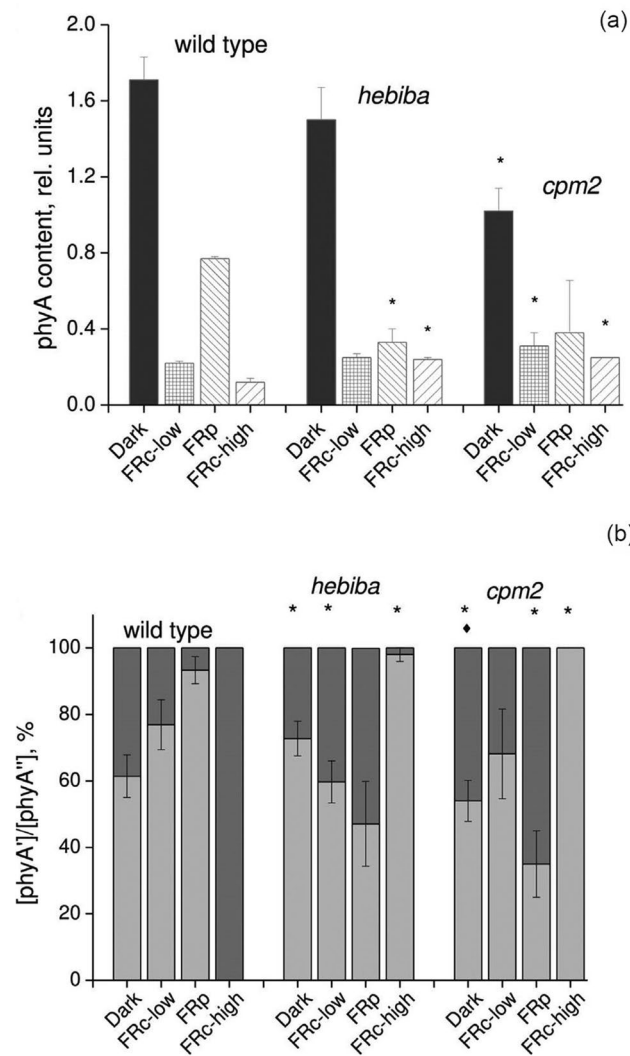 (a)
phyA content, rel. units
2.0
1.6
1.2
0.8
0.4
0.0
wild type
hebiba
cpm2
*
*
*
*
*
Dark
FRc-low
FRp
FRc-high
Dark
FRc-low
FRp
FRc-high
Dark
FRc-low
FRp
FRc-high
(b)
[phyA']/[phyA''], %
100
80
60
40
20
0
wild type
hebiba
cpm2
* * * * * *
♦
Dark
FRc-low
FRp
FRc-high
Dark
FRc-low
FRp
FRc-high
Dark
FRc-low
FRp
FRc-high